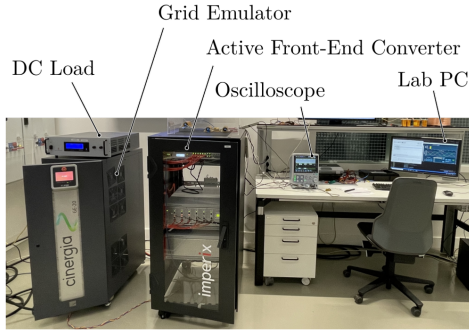 Grid Emulator
Active Front-End Converter
DC Load
Oscilloscope
Lab PC
cinergia
imperix